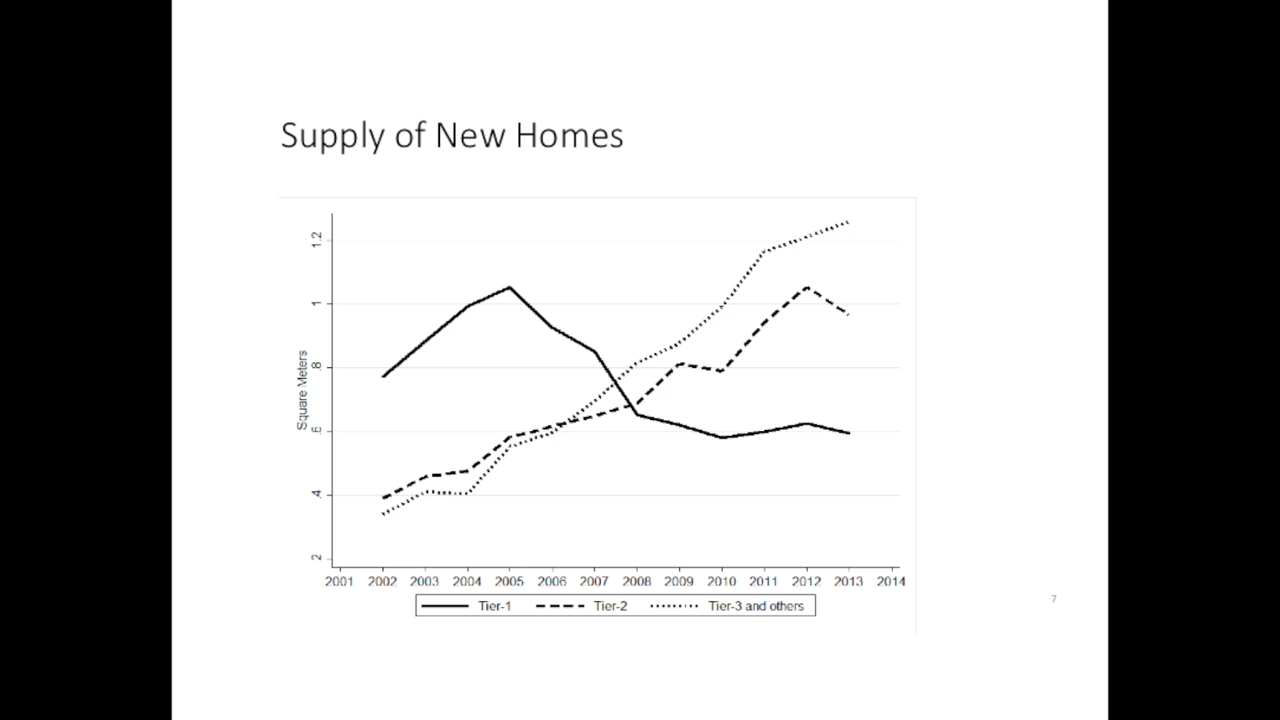 Supply of New Homes
1.2
1
.8
.6
.4
.2
Square Meters
2001 2002 2003 2004 2005 2006 2007 2008 2009 2010 2011 2012 2013 2014
Tier-1 Tier-2 Tier-3 and others
7